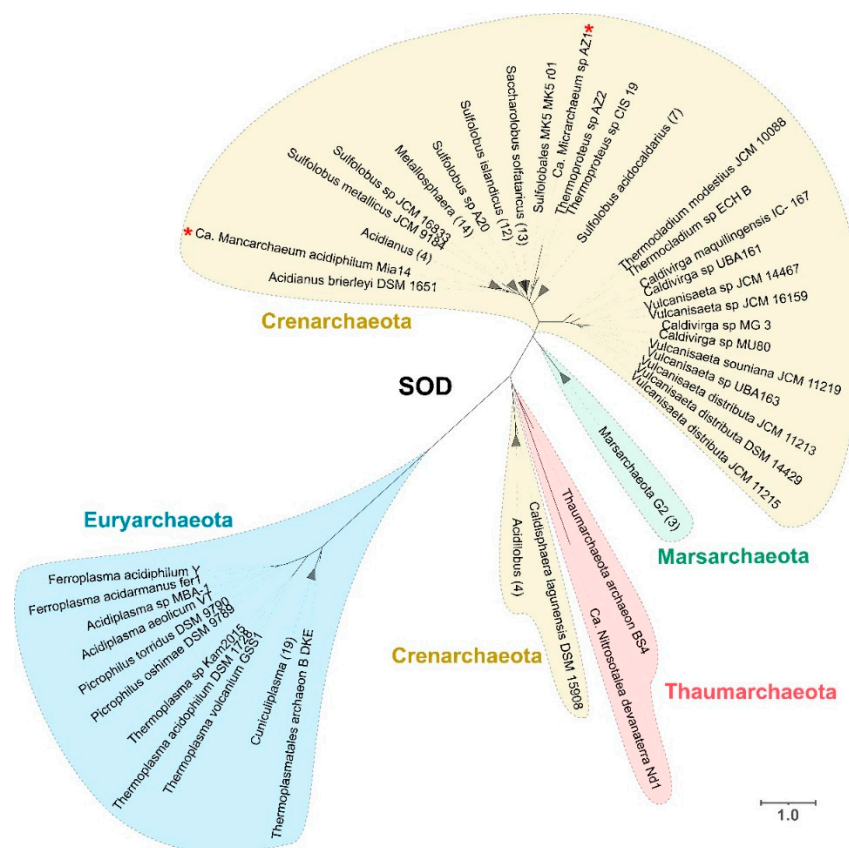 Ca. Micrarchaeum sp AZ1*
Sulfolobales MK5 MK5 r01
Saccharolobus solfataricus (13)
Sulfolobus islandicus (12)
Sulfolobus sp A20
Metallosphaera (14)
Sulfolobus sp JCM 16833
Sulfolobus metallicus JCM 9184
Acidianus (4)
* Ca. Mancarchaeum acidiphilum Mia14
Acidianus brierleyi DSM 1651
Thermoproteus sp AZ2
Thermoproteus sp CIS 19
Sulfolobus acidocaldarius (7)
Thermocladium modestius JCM 10088
Thermocladium sp ECH B
Caldivirga maquilingensis IC- 167
Caldivirga sp UBA161
Vulcanisaeta sp JCM 14467
Vulcanisaeta sp JCM 16159
Caldivirga sp MG 3
Caldivirga sp MU80
Vulcanisaeta souniana JCM 11219
Vulcanisaeta sp UBA163
Vulcanisaeta distributa JCM 11213
Vulcanisaeta distributa DSM 14429
Vulcanisaeta distributa JCM 11215
Crenarchaeota
SOD
Marsarchaeota G2 (3)
Marsarchaeota
Thaumarchaeota archaeon BS4
Ca. Nitrosotalea devanaterra Nd1
Thaumarchaeota
Caldisphaera lagunensis DSM 15908
Acidilobus (4)
Crenarchaeota
Euryarchaeota
Ferroplasma acidiphilum Y
Ferroplasma acidarmanus fer1
Acidiplasma sp MBA-1
Acidiplasma aeolicum VT
Picrophilus torridus DSM 9790
Picrophilus oshimae DSM 9789
Thermoplasma sp Kam2015
Thermoplasma acidophilum DSM 1728
Thermoplasma volcanium GSS1
Cuniculiplasma (19)
Thermoplasmatales archaeon B DKE
1.0